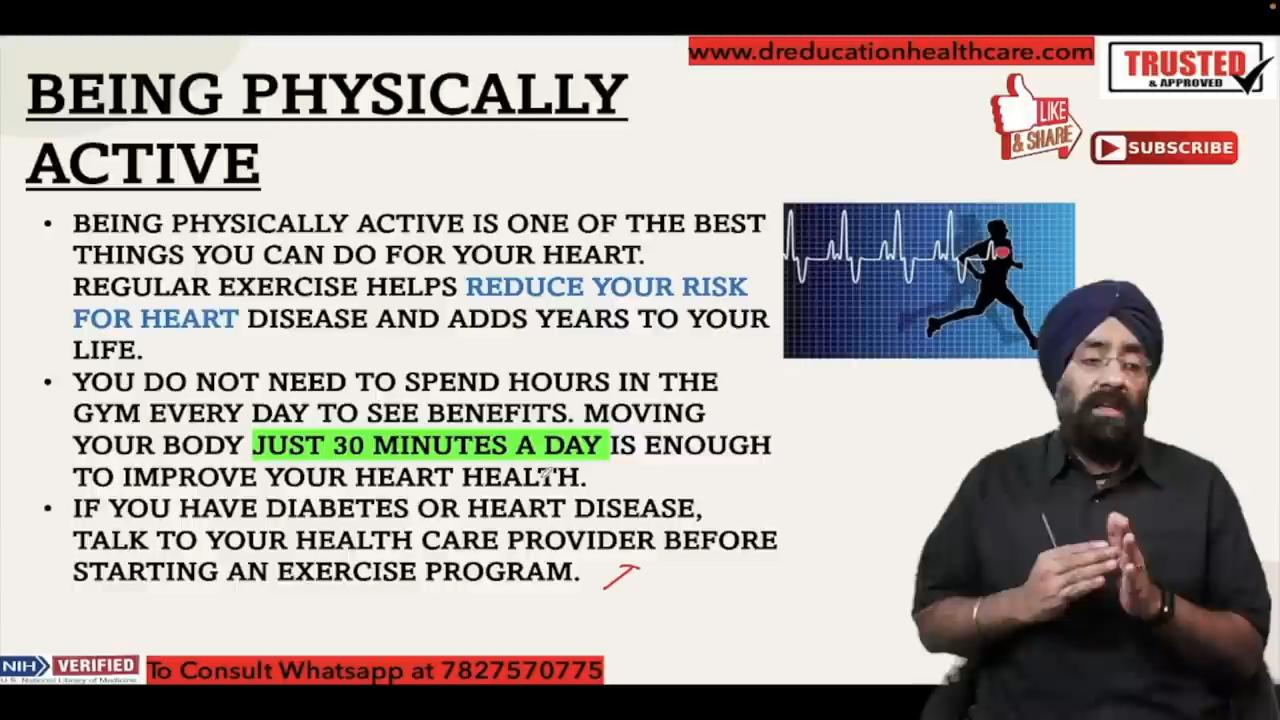 www.dreducationhealthcare.com
TRUSTED
& APPROVED
LIKE
& SHARE
SUBSCRIBE
BEING PHYSICALLY
ACTIVE
• BEING PHYSICALLY ACTIVE IS ONE OF THE BEST
THINGS YOU CAN DO FOR YOUR HEART.
REGULAR EXERCISE HELPS REDUCE YOUR RISK
FOR HEART DISEASE AND ADDS YEARS TO YOUR
LIFE.
• YOU DO NOT NEED TO SPEND HOURS IN THE
GYM EVERY DAY TO SEE BENEFITS. MOVING
YOUR BODY JUST 30 MINUTES A DAY IS ENOUGH
TO IMPROVE YOUR HEART HEALTH.
• IF YOU HAVE DIABETES OR HEART DISEASE,
TALK TO YOUR HEALTH CARE PROVIDER BEFORE
STARTING AN EXERCISE PROGRAM.
NIH VERIFIED
U.S. National Library of Medicine
To Consult Whatsapp at 7827570775